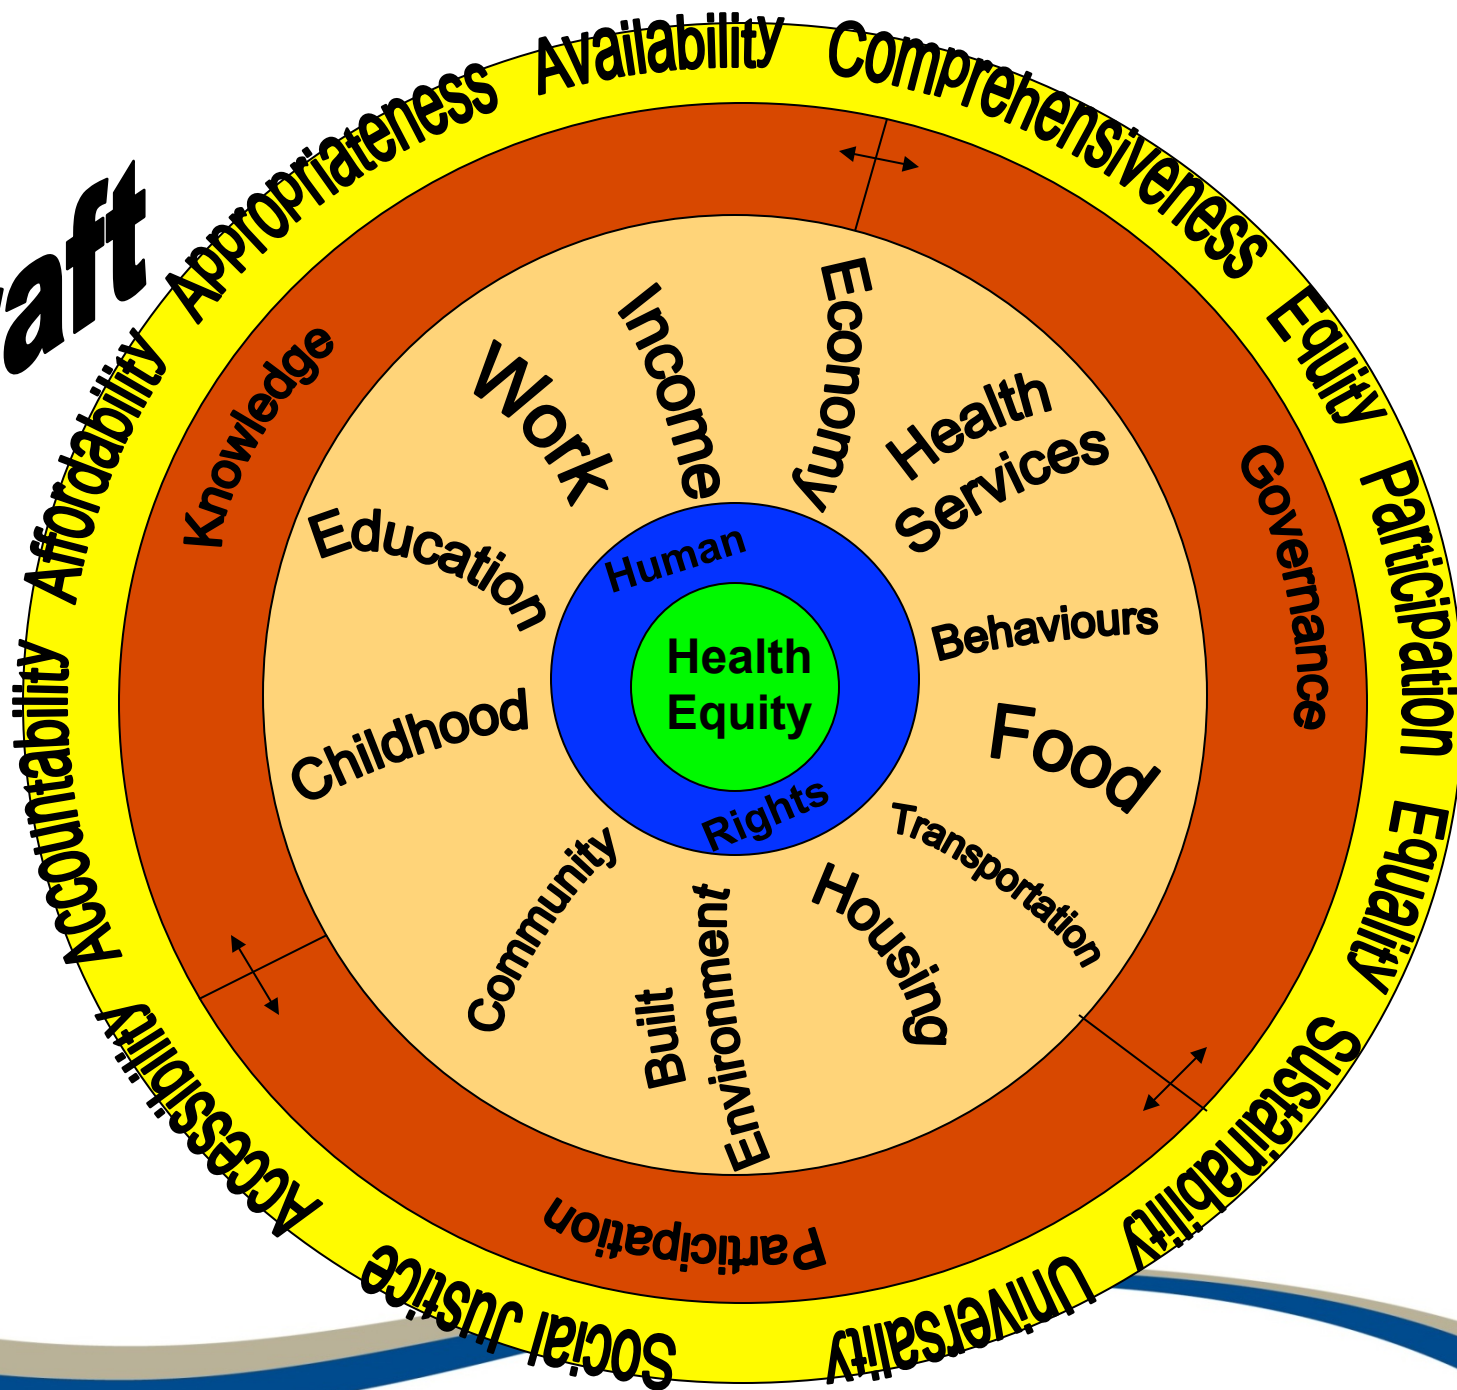 Availability
Comprehensiveness
Equity
Participation
Equality
Sustainability
Universality
Social Justice
Accessibility
Accountability
Affordability
Appropriateness
Knowledge
Governance
Participation
Economy
Health
Services
Behaviours
Food
Transportation
Housing
Built
Environment
Community
Childhood
Education
Work
Income
Human
Rights
Health
Equity